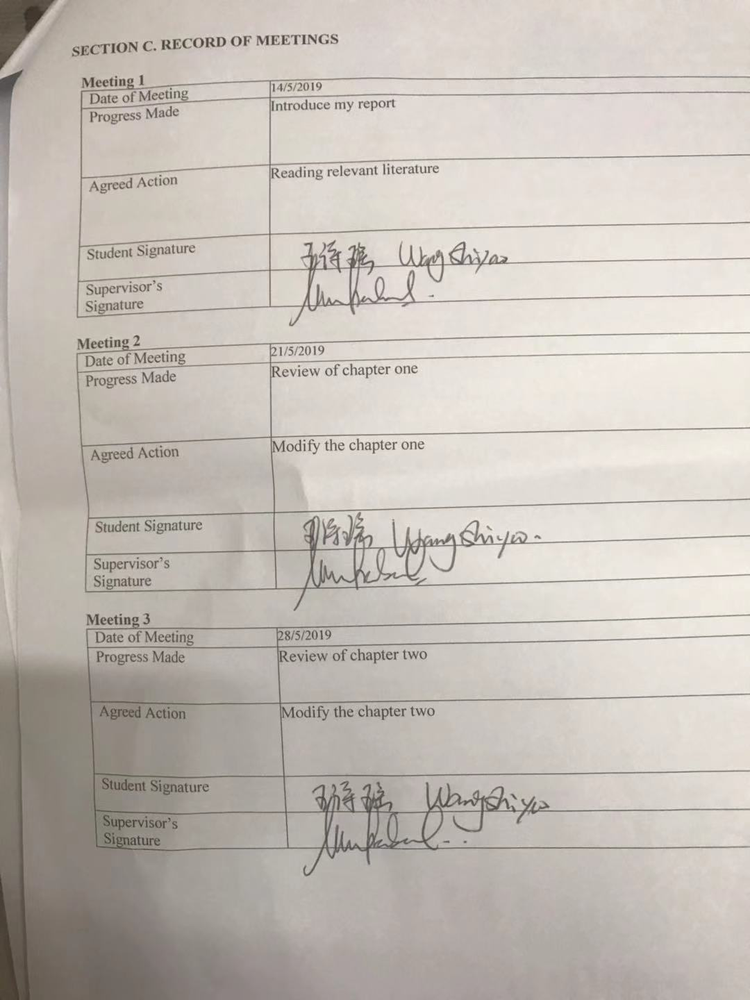 SECTION C. RECORD OF MEETINGS
Meeting 1
Date of Meeting 14/5/2019
Progress Made Introduce my report
Agreed Action Reading relevant literature
Student Signature 王诗瑶 Wang Shiyao
Supervisor's
Signature
Meeting 2
Date of Meeting 21/5/2019
Progress Made Review of chapter one
Agreed Action Modify the chapter one
Student Signature 王诗瑶 Wang Shiyao.
Supervisor's
Signature
Meeting 3
Date of Meeting 28/5/2019
Progress Made Review of chapter two
Agreed Action Modify the chapter two
Student Signature 王诗瑶 Wang Shiyao
Supervisor's
Signature